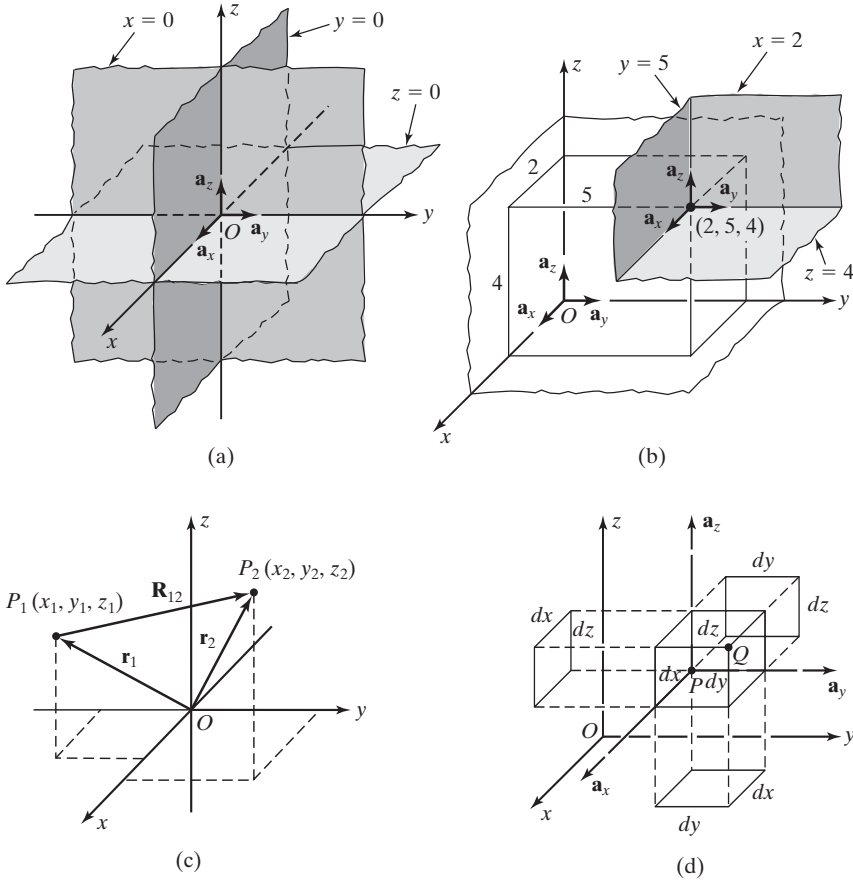 x = 0
z
y = 0
z = 0
a_z
O
a_y
a_x
y
x
(a)
z
y = 5
x = 2
2
5
a_z
a_y
a_x
(2, 5, 4)
4
z = 4
a_z
a_x
O
a_y
y
x
(b)
z
P_1 (x_1, y_1, z_1)
R_12
P_2 (x_2, y_2, z_2)
r_1
r_2
O
y
x
(c)
z
a_z
dy
dx
dz
dz
dz
Q
dx
P
dy
a_y
O
y
a_x
dx
x
dy
(d)